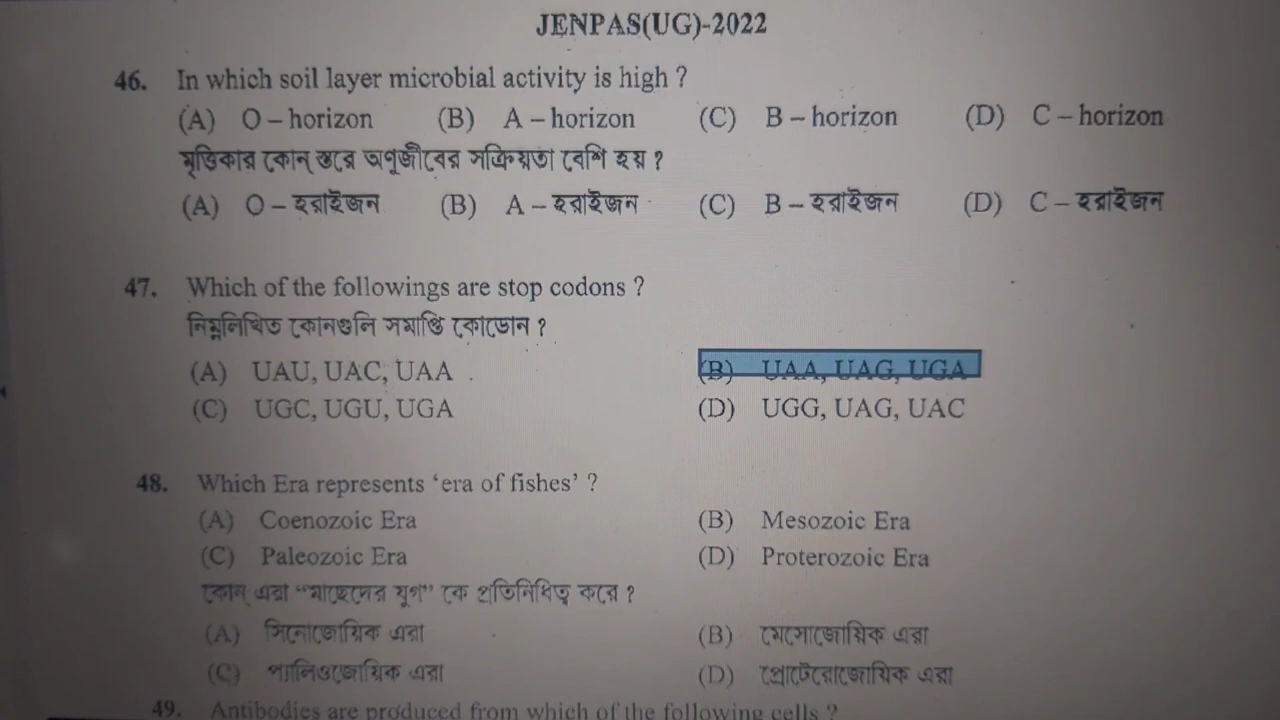 JENPAS(UG)-2022
46. In which soil layer microbial activity is high ?
(A) O – horizon (B) A – horizon (C) B – horizon (D) C – horizon
মৃত্তিকার কোন্ স্তরে অণুজীবের সক্রিয়তা বেশি হয় ?
(A) O – হরাইজন (B) A – হরাইজন (C) B – হরাইজন (D) C – হরাইজন
47. Which of the followings are stop codons ?
নিম্নলিখিত কোনগুলি সমাপ্তি কোডোন ?
(A) UAU, UAC, UAA (B) UAA, UAG, UGA
(C) UGC, UGU, UGA (D) UGG, UAG, UAC
48. Which Era represents ‘era of fishes’ ?
(A) Coenozoic Era (B) Mesozoic Era
(C) Paleozoic Era (D) Proterozoic Era
কোন্ এরা “মাছেদের যুগ” কে প্রতিনিধিত্ব করে ?
(A) সিনোজোয়িক এরা (B) মেসোজোয়িক এরা
(C) প্যালিওজোয়িক এরা (D) প্রোটেরোজোয়িক এরা
49. Antibodies are produced from which of the following cells ?